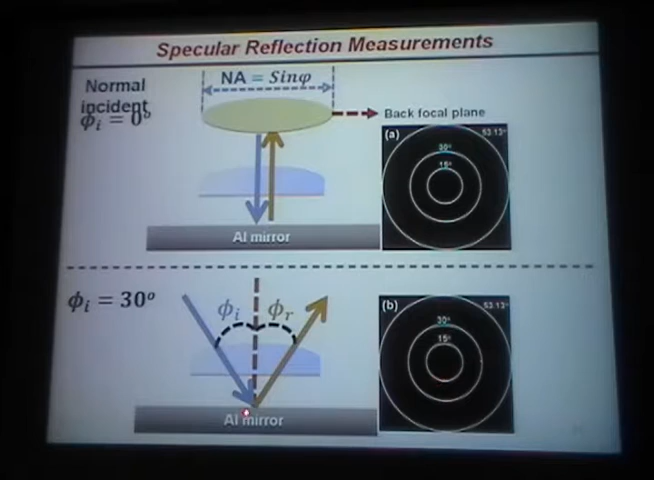 Specular Reflection Measurements
Normal
incident
ϕi = 0°
NA = Sinφ
Back focal plane
(a)
53.13°
30°
15°
Al mirror
ϕi = 30°
ϕi
ϕr
(b)
53.13°
30°
15°
Al mirror